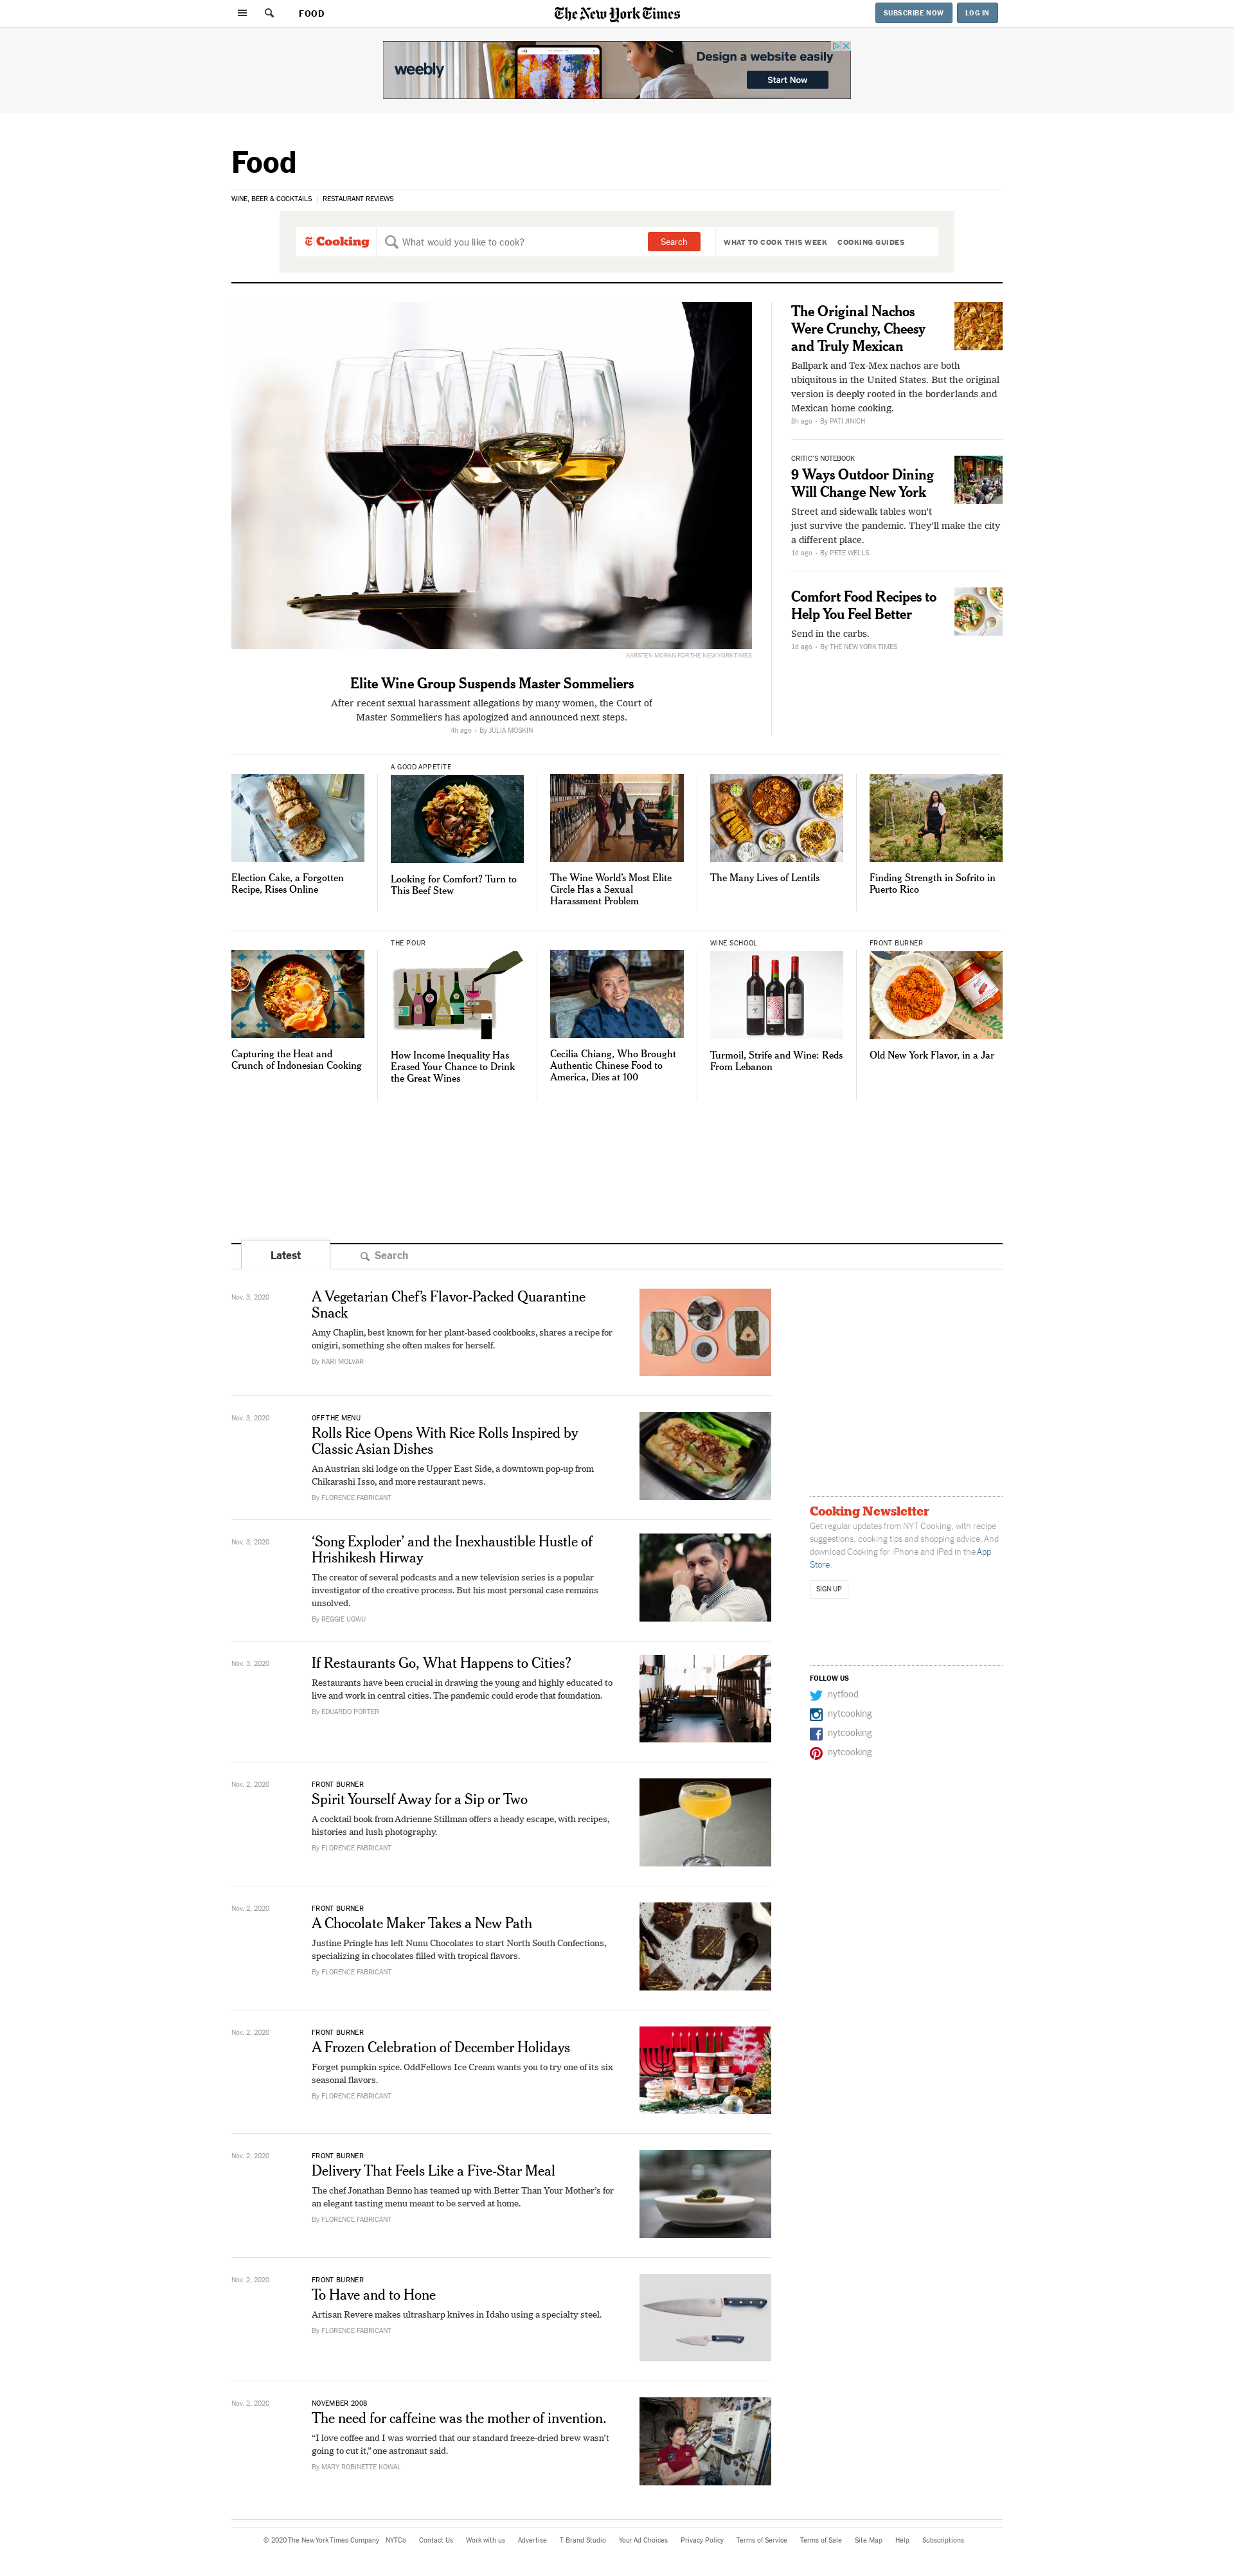 FOOD
The New York Times
SUBSCRIBE NOW
LOG IN
weebly
Design a website easily
Start Now
Food
WINE, BEER & COCKTAILS | RESTAURANT REVIEWS
Cooking
What would you like to cook?
Search
WHAT TO COOK THIS WEEK
COOKING GUIDES
KARSTEN MORAN FOR THE NEW YORK TIMES
Elite Wine Group Suspends Master Sommeliers
After recent sexual harassment allegations by many women, the Court of
Master Sommeliers has apologized and announced next steps.
4h ago · By JULIA MOSKIN
The Original Nachos
Were Crunchy, Cheesy
and Truly Mexican
Ballpark and Tex-Mex nachos are both
ubiquitous in the United States. But the original
version is deeply rooted in the borderlands and
Mexican home cooking.
8h ago · By PATI JINICH
CRITIC'S NOTEBOOK
9 Ways Outdoor Dining
Will Change New York
Street and sidewalk tables won't
just survive the pandemic. They'll make the city
a different place.
1d ago · By PETE WELLS
Comfort Food Recipes to
Help You Feel Better
Send in the carbs.
1d ago · By THE NEW YORK TIMES
Election Cake, a Forgotten
Recipe, Rises Online
A GOOD APPETITE
Looking for Comfort? Turn to
This Beef Stew
The Wine World's Most Elite
Circle Has a Sexual
Harassment Problem
The Many Lives of Lentils
Finding Strength in Sofrito in
Puerto Rico
Capturing the Heat and
Crunch of Indonesian Cooking
THE POUR
How Income Inequality Has
Erased Your Chance to Drink
the Great Wines
Cecilia Chiang, Who Brought
Authentic Chinese Food to
America, Dies at 100
WINE SCHOOL
Turmoil, Strife and Wine: Reds
From Lebanon
FRONT BURNER
Old New York Flavor, in a Jar
Latest
Search
Nov. 3, 2020
A Vegetarian Chef's Flavor-Packed Quarantine
Snack
Amy Chaplin, best known for her plant-based cookbooks, shares a recipe for
onigiri, something she often makes for herself.
By KARI MOLVAR
Nov. 3, 2020
OFF THE MENU
Rolls Rice Opens With Rice Rolls Inspired by
Classic Asian Dishes
An Austrian ski lodge on the Upper East Side, a downtown pop-up from
Chikarashi Isso, and more restaurant news.
By FLORENCE FABRICANT
Nov. 3, 2020
‘Song Exploder’ and the Inexhaustible Hustle of
Hrishikesh Hirway
The creator of several podcasts and a new television series is a popular
investigator of the creative process. But his most personal case remains
unsolved.
By REGGIE UGWU
Nov. 3, 2020
If Restaurants Go, What Happens to Cities?
Restaurants have been crucial in drawing the young and highly educated to
live and work in central cities. The pandemic could erode that foundation.
By EDUARDO PORTER
Nov. 2, 2020
FRONT BURNER
Spirit Yourself Away for a Sip or Two
A cocktail book from Adrienne Stillman offers a heady escape, with recipes,
histories and lush photography.
By FLORENCE FABRICANT
Nov. 2, 2020
FRONT BURNER
A Chocolate Maker Takes a New Path
Justine Pringle has left Nunu Chocolates to start North South Confections,
specializing in chocolates filled with tropical flavors.
By FLORENCE FABRICANT
Nov. 2, 2020
FRONT BURNER
A Frozen Celebration of December Holidays
Forget pumpkin spice. OddFellows Ice Cream wants you to try one of its six
seasonal flavors.
By FLORENCE FABRICANT
Nov. 2, 2020
FRONT BURNER
Delivery That Feels Like a Five-Star Meal
The chef Jonathan Benno has teamed up with Better Than Your Mother's for
an elegant tasting menu meant to be served at home.
By FLORENCE FABRICANT
Nov. 2, 2020
FRONT BURNER
To Have and to Hone
Artisan Revere makes ultrasharp knives in Idaho using a specialty steel.
By FLORENCE FABRICANT
Nov. 2, 2020
NOVEMBER 2008
The need for caffeine was the mother of invention.
“I love coffee and I was worried that our standard freeze-dried brew wasn't
going to cut it,” one astronaut said.
By MARY ROBINETTE KOWAL
Cooking Newsletter
Get regular updates from NYT Cooking, with recipe
suggestions, cooking tips and shopping advice. And
download Cooking for iPhone and iPad in the App
Store.
SIGN UP
FOLLOW US
nytfood
nytcooking
nytcooking
nytcooking
© 2020 The New York Times Company NYTCo Contact Us Work with us Advertise T Brand Studio Your Ad Choices Privacy Policy Terms of Service Terms of Sale Site Map Help Subscriptions